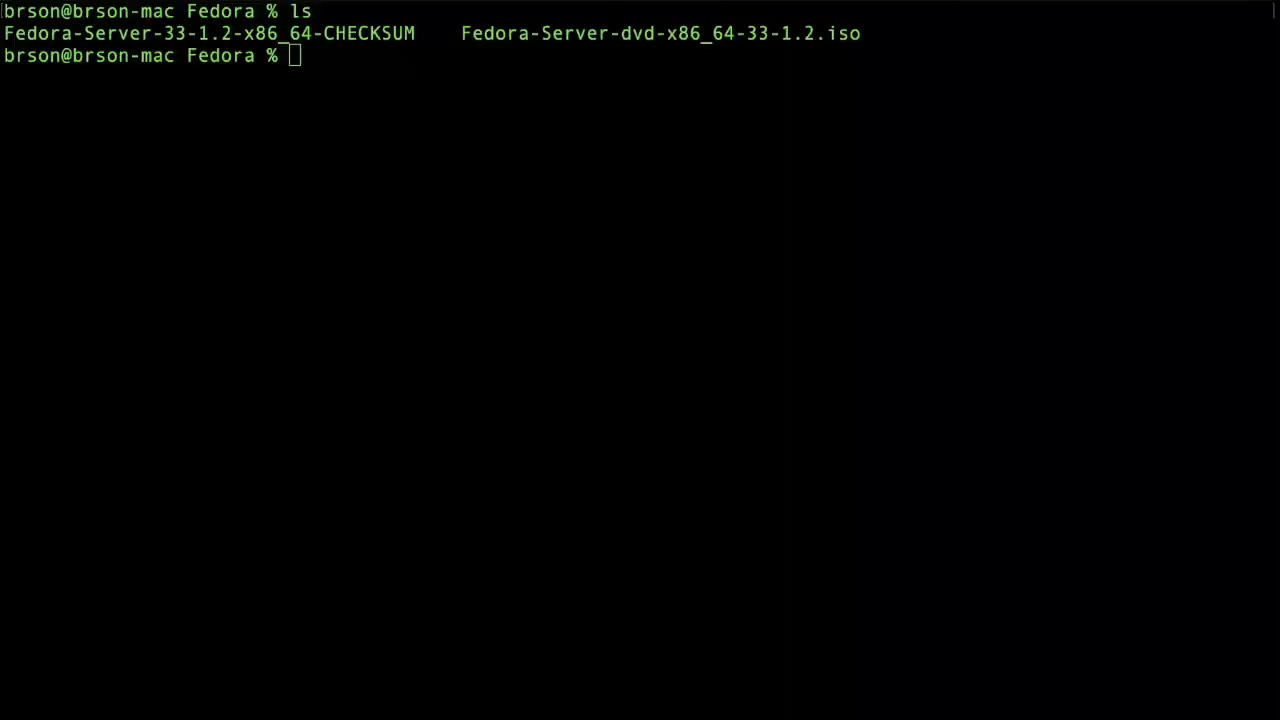 brson@brson-mac Fedora % ls
Fedora-Server-33-1.2-x86_64-CHECKSUM    Fedora-Server-dvd-x86_64-33-1.2.iso
brson@brson-mac Fedora %